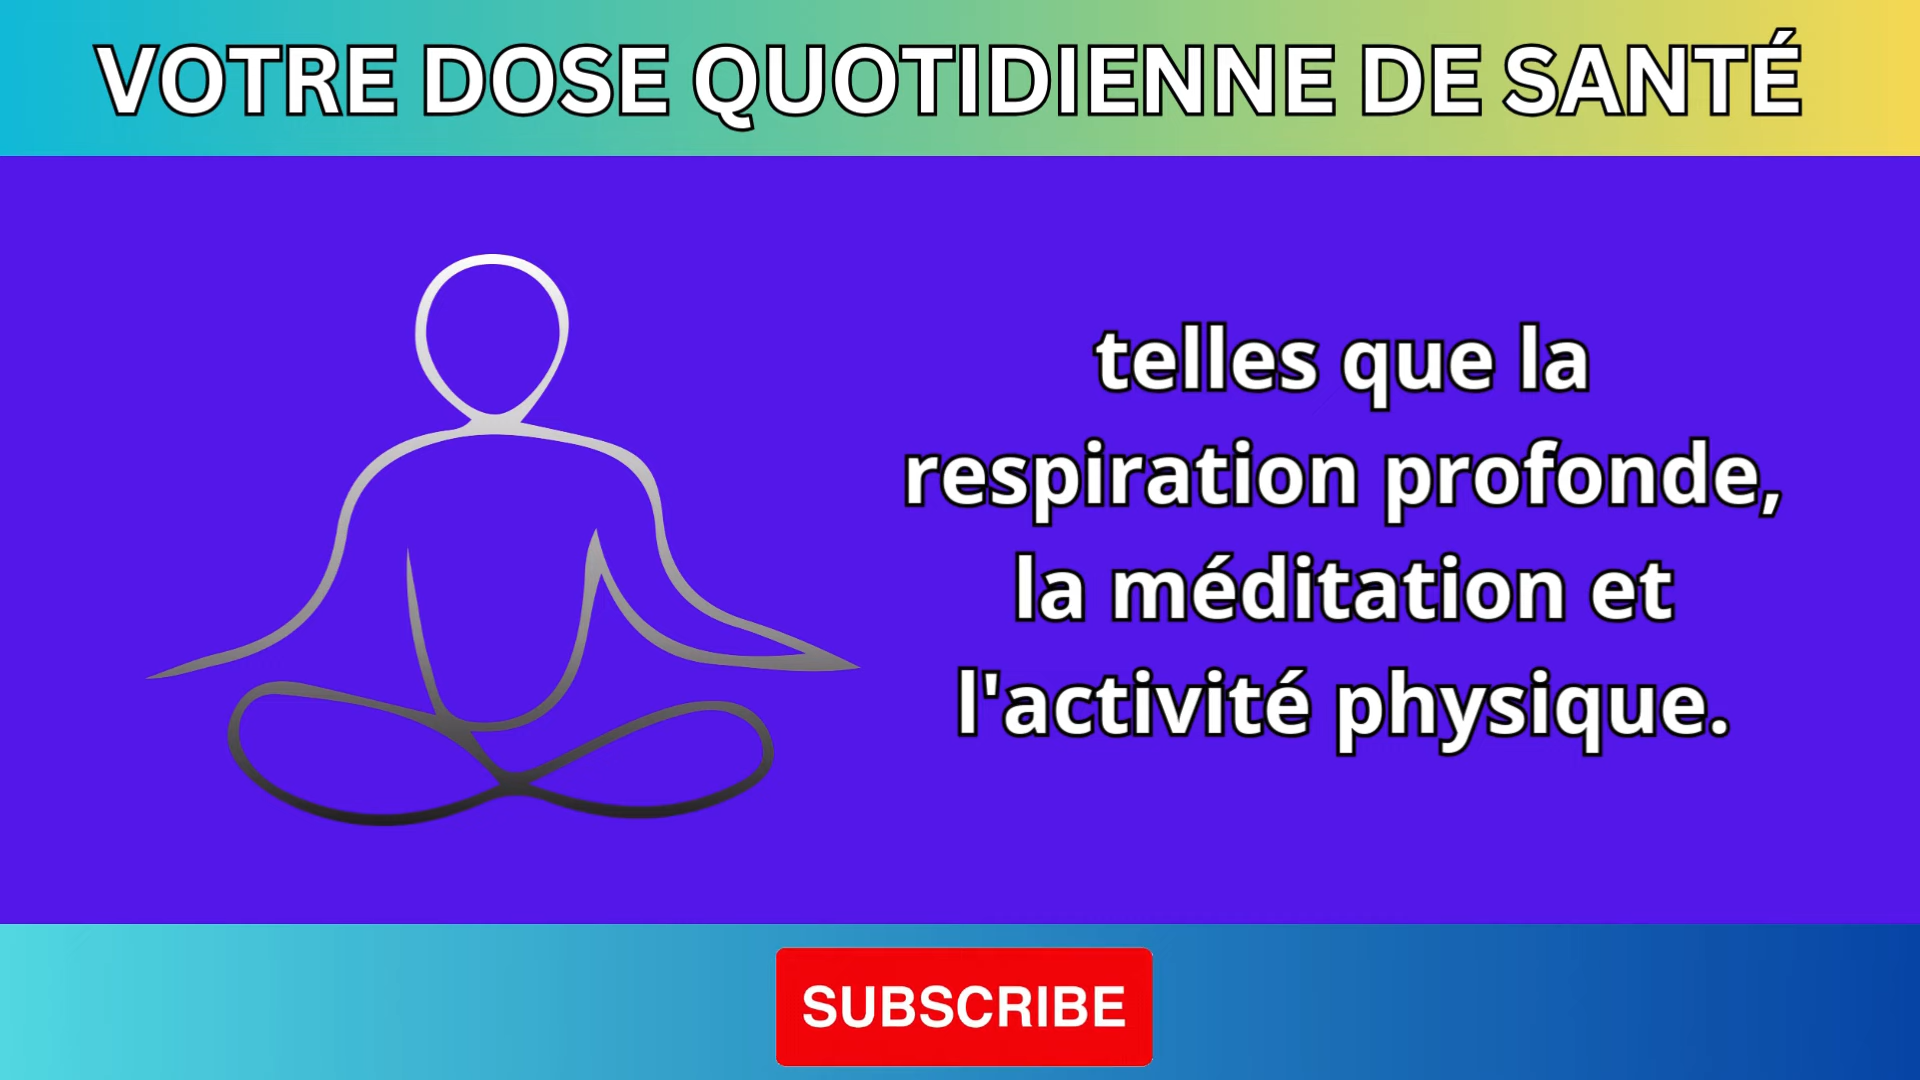 VOTRE DOSE QUOTIDIENNE DE SANTÉ
telles que la
respiration profonde,
la méditation et
l'activité physique.
SUBSCRIBE